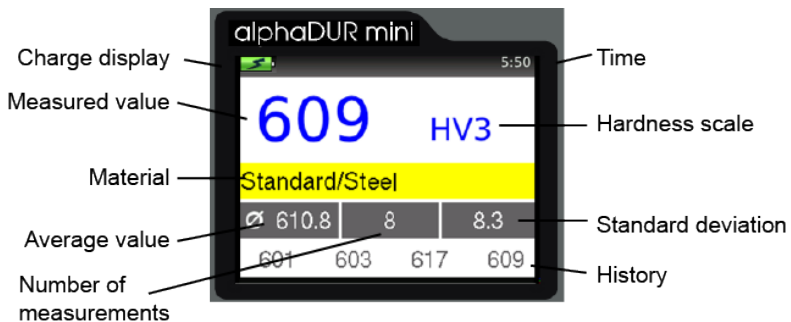 alphaDUR mini
Charge display
5:50
Time
Measured value
609
HV3
Hardness scale
Material
Standard/Steel
Average value
Ø 610.8
8
8.3
Standard deviation
Number of
measurements
601 603 617 609
History